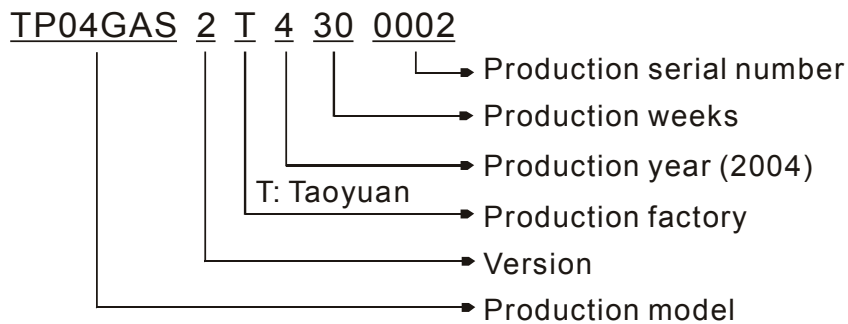 TP04GAS 2 T 4 30 0002
Production serial number
Production weeks
Production year (2004)
T: Taoyuan
Production factory
Version
Production model